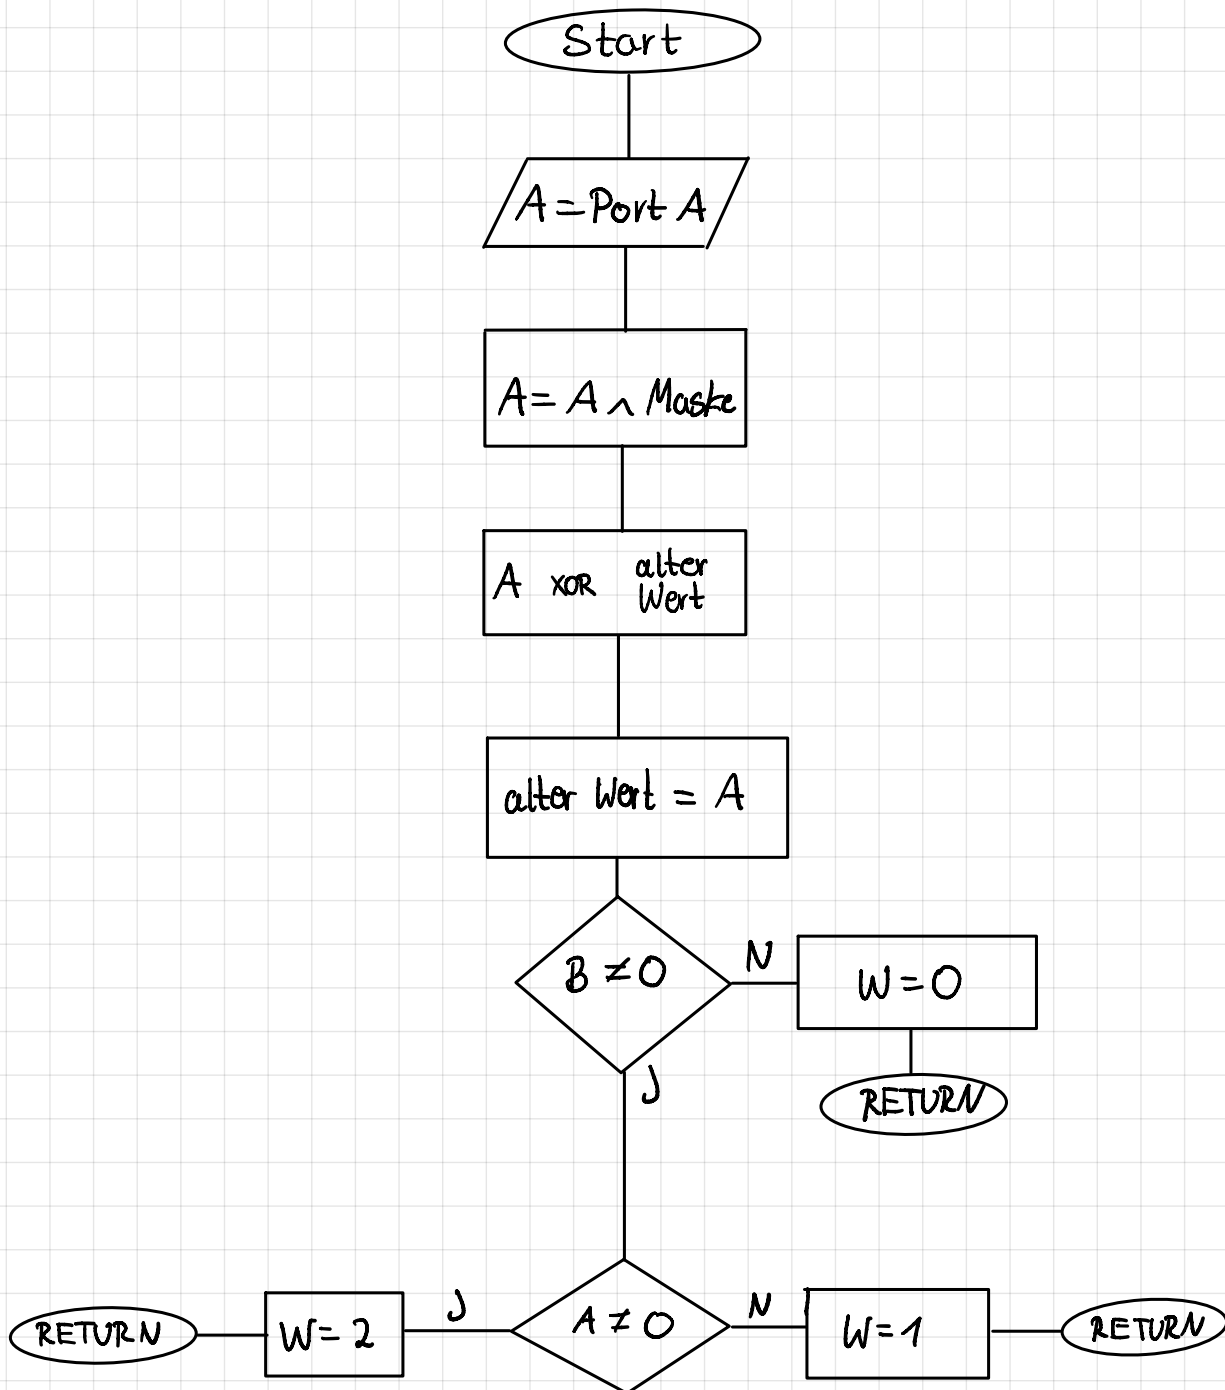 Start
A = Port A
A = A ∧ Maske
A XOR alter
Wert
alter Wert = A
B ≠ 0
N
W = 0
J
RETURN
RETURN
W = 2
J
A ≠ 0
N
W = 1
RETURN